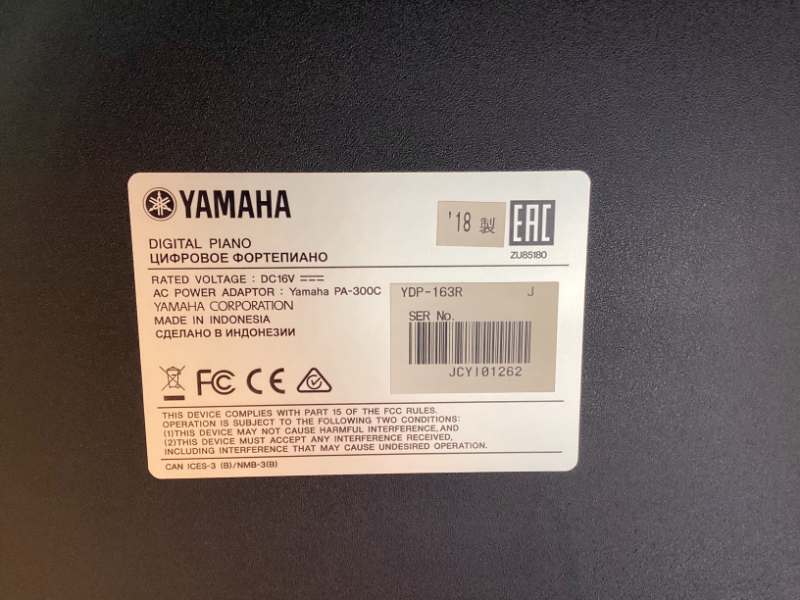 YAMAHA
'18 製
EAC
ZU85180
DIGITAL PIANO
ЦИФРОВОЕ ФОРТЕПИАНО
RATED VOLTAGE : DC16V
AC POWER ADAPTOR : Yamaha PA-300C
YAMAHA CORPORATION
MADE IN INDONESIA
СДЕЛАНО В ИНДОНЕЗИИ
YDP-163R J
SER No.
JCYI01262
FC CE
THIS DEVICE COMPLIES WITH PART 15 OF THE FCC RULES.
OPERATION IS SUBJECT TO THE FOLLOWING TWO CONDITIONS:
(1)THIS DEVICE MAY NOT CAUSE HARMFUL INTERFERENCE,AND
(2)THIS DEVICE MUST ACCEPT ANY INTERFERENCE RECEIVED,
INCLUDING INTERFERENCE THAT MAY CAUSE UNDESIRED OPERATION.
CAN ICES-3 (B)/NMB-3(B)